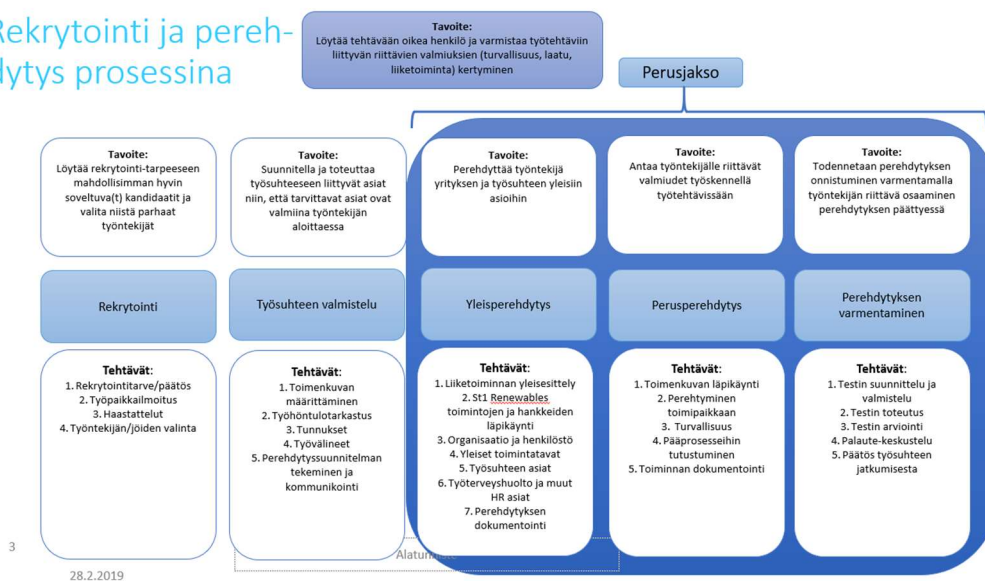 Rekrytointi ja pereh-
dytys prosessina
Tavoite:
Löytää tehtävään oikea henkilö ja varmistaa työtehtäviin
liittyvän riittävien valmiuksien (turvallisuus, laatu,
liiketoiminta) kertyminen
Perusjakso
Tavoite:
Löytää rekrytointi-tarpeeseen
mahdollisimman hyvin
soveltuva(t) kandidaatit ja
valita niistä parhaat
työntekijät
Tavoite:
Suunnitella ja toteuttaa
työsuhteeseen liittyvät asiat
niin, että tarvittavat asiat ovat
valmiina työntekijän
aloittaessa
Tavoite:
Perehdyttää työntekijä
yrityksen ja työsuhteen yleisiin
asioihin
Tavoite:
Antaa työntekijälle riittävät
valmiudet työskennellä
työtehtävissään
Tavoite:
Todennetaan perehdytyksen
onnistuminen varmentamalla
työntekijän riittävä osaaminen
perehdytyksen päättyessä
Rekrytointi
Työsuhteen valmistelu
Yleisperehdytys
Perusperehdytys
Perehdytyksen
varmentaminen
Tehtävät:
1. Rekrytointitarve/päätös
2. Työpaikkailmoitus
3. Haastattelut
4. Työntekijän/jöiden valinta
Tehtävät:
1. Toimenkuvan
määrittäminen
2. Työhöntulotarkastus
3. Tunnukset
4. Työvälineet
5. Perehdytyssuunnitelman
tekeminen ja
kommunikointi
Tehtävät:
1. Liiketoiminnan yleisesittely
2. St1 Renewables
toimintojen ja hankkeiden
läpikäynti
3. Organisaatio ja henkilöstö
4. Yleiset toimintatavat
5. Työsuhteen asiat
6. Työterveyshuolto ja muut
HR asiat
7. Perehdytyksen
dokumentointi
Tehtävät:
1. Toimenkuvan läpikäynti
2. Perehtyminen
toimipaikkaan
3. Turvallisuus
4. Pääprosesseihin
tutustuminen
5. Toiminnan dokumentointi
Tehtävät:
1. Testin suunnittelu ja
valmistelu
2. Testin toteutus
3. Testin arviointi
4. Palaute-keskustelu
5. Päätös työsuhteen
jatkumisesta
3
28.2.2019